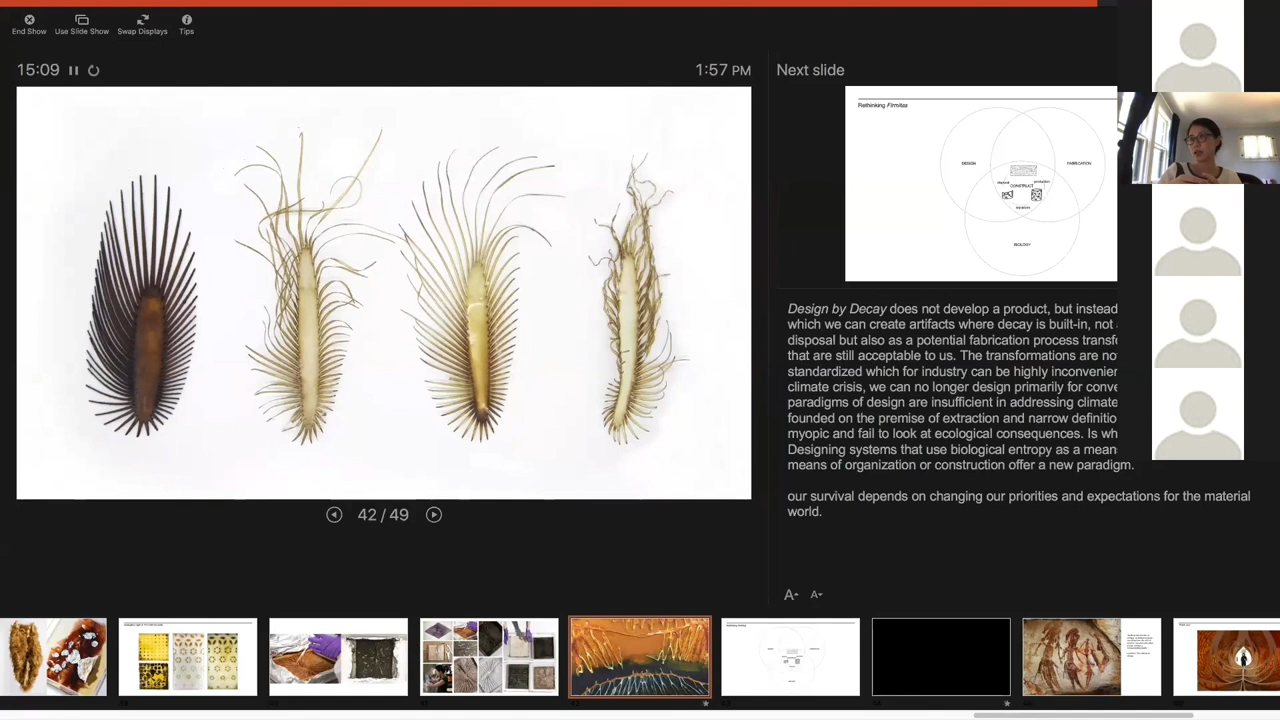 End Show
Use Slide Show
Swap Displays
Tips
15:09
1:57 PM
Next slide
Rethinking Firmitas
DESIGN
FABRICATION
material
production
CONSTRUCT
BIOLOGY
Design by Decay does not develop a product, but instead
which we can create artifacts where decay is built-in, not
disposal but also as a potential fabrication process transf
that are still acceptable to us. The transformations are no
standardized which for industry can be highly inconvenier
climate crisis, we can no longer design primarily for conve
paradigms of design are insufficient in addressing climate
founded on the premise of extraction and narrow definitio
myopic and fail to look at ecological consequences. Is wh
Designing systems that use biological entropy as a mean
means of organization or construction offer a new paradigm.
our survival depends on changing our priorities and expectations for the material
world.
42 / 49
A
A